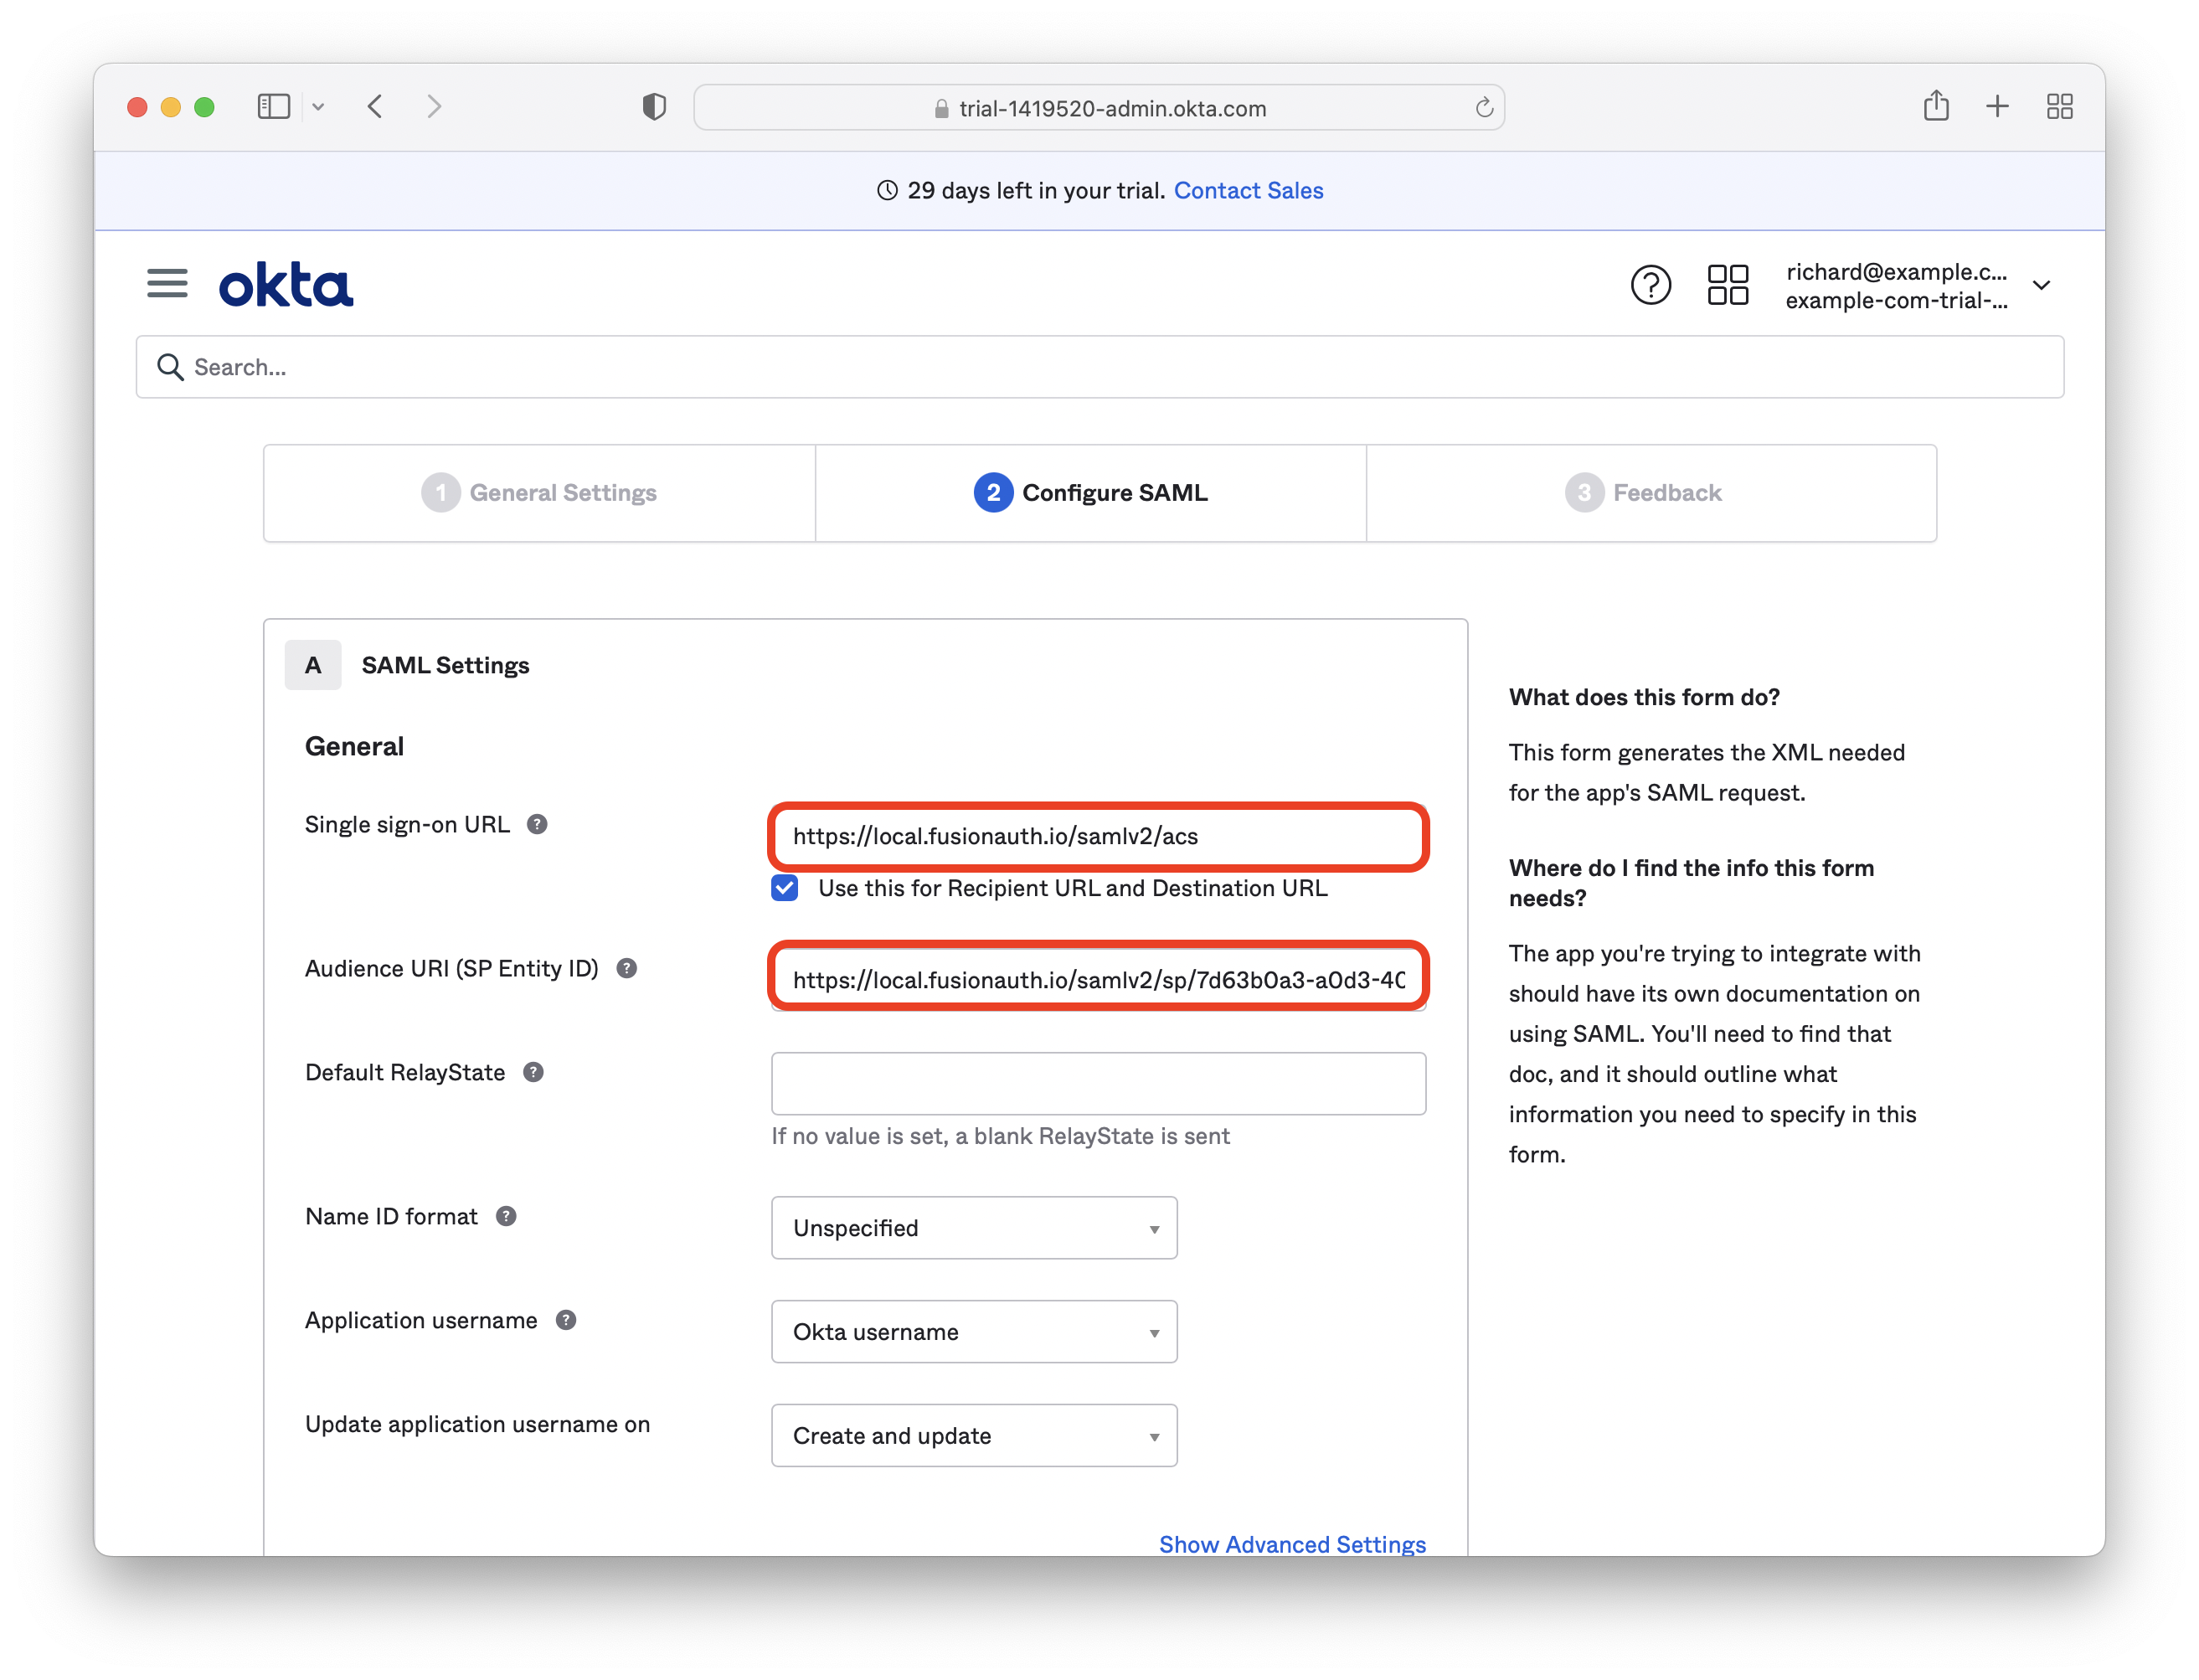 trial-1419520-admin.okta.com
29 days left in your trial. Contact Sales
okta
richard@example.c...
example-com-trial-...
Search...
1 General Settings
2 Configure SAML
3 Feedback
A SAML Settings
General
Single sign-on URL ?
https://local.fusionauth.io/samlv2/acs
Use this for Recipient URL and Destination URL
Audience URI (SP Entity ID) ?
https://local.fusionauth.io/samlv2/sp/7d63b0a3-a0d3-40
Default RelayState ?
If no value is set, a blank RelayState is sent
Name ID format ?
Unspecified
Application username ?
Okta username
Update application username on
Create and update
Show Advanced Settings
What does this form do?
This form generates the XML needed
for the app's SAML request.
Where do I find the info this form
needs?
The app you're trying to integrate with
should have its own documentation on
using SAML. You'll need to find that
doc, and it should outline what
information you need to specify in this
form.